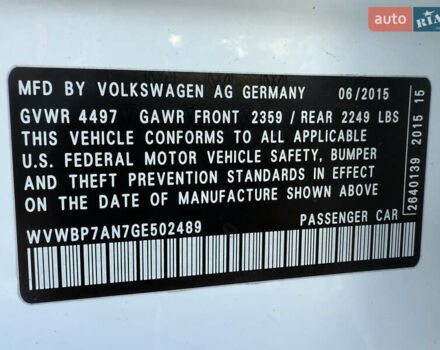 auto RIA
MFD BY VOLKSWAGEN AG GERMANY 06/2015
GVWR 4497 GAWR FRONT 2359 / REAR 2249 LBS
THIS VEHICLE CONFORMS TO ALL APPLICABLE
U.S. FEDERAL MOTOR VEHICLE SAFETY, BUMPER
AND THEFT PREVENTION STANDARDS IN EFFECT
ON THE DATE OF MANUFACTURE SHOWN ABOVE.
WVWBP7AN7GE502489 PASSENGER CAR
2640139 2015 15